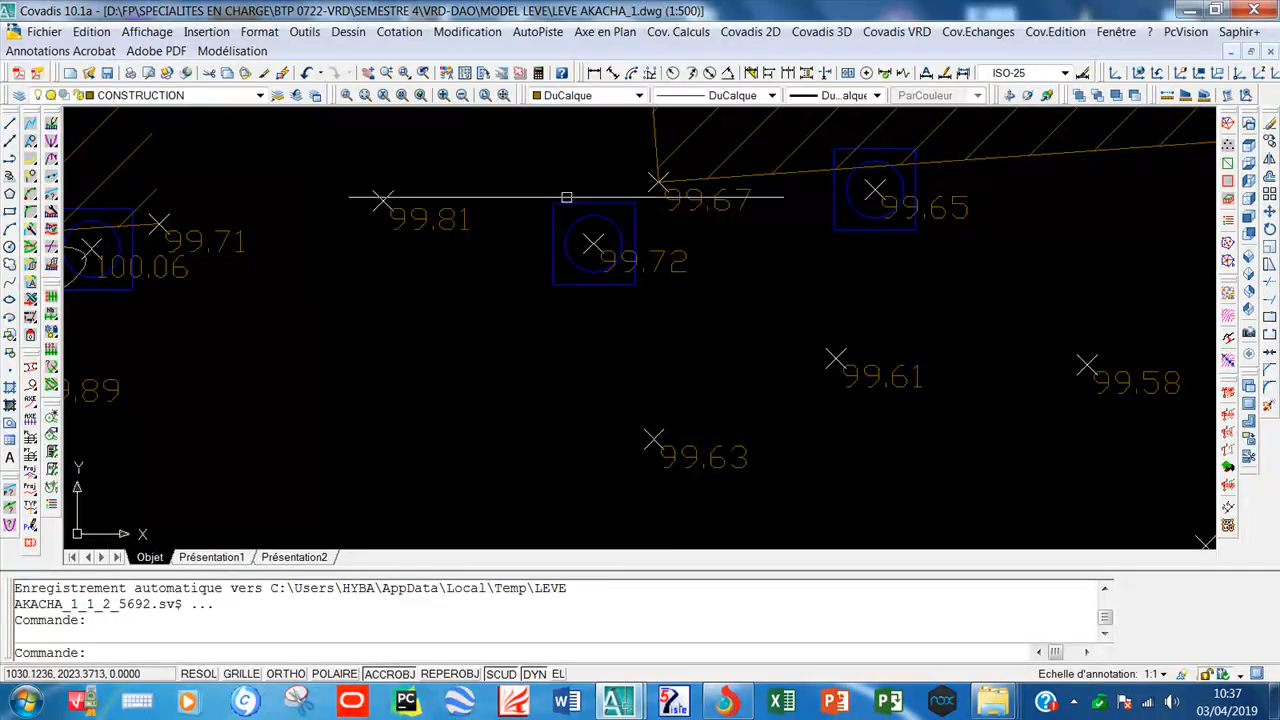 Covadis 10.1a - [D:\FP\SPECIALITES EN CHARGE\BTP 0722-VRD\SEMESTRE 4\VRD-DAO\MODEL LEVE\LEVE AKACHA_1.dwg (1:500)]
Fichier Edition Affichage Insertion Format Outils Dessin Cotation Modification AutoPiste Axe en Plan Cov. Calculs Covadis 2D Covadis 3D Covadis VRD Cov.Echanges Cov.Edition Fenêtre ? PcVision Saphir+
Annotations Acrobat Adobe PDF Modélisation
ISO-25
CONSTRUCTION DuCalque DuCalque Du...alque ParCouleur
99.67
99.65
99.81
99.71
99.72
100.06
99.61
99.58
9.89
99.63
Y
X
Objet Présentation1 Présentation2
Enregistrement automatique vers C:\Users\HYBA\AppData\Local\Temp\LEVE
AKACHA_1_1_2_5692.sv$ ...
Commande:
Commande:
1030.1236, 2023.3713, 0.0000 RESOL GRILLE ORTHO POLAIRE ACCROBJ REPEROBJ SCUD DYN EL Echelle d'annotation: 1:1
10:37
03/04/2019